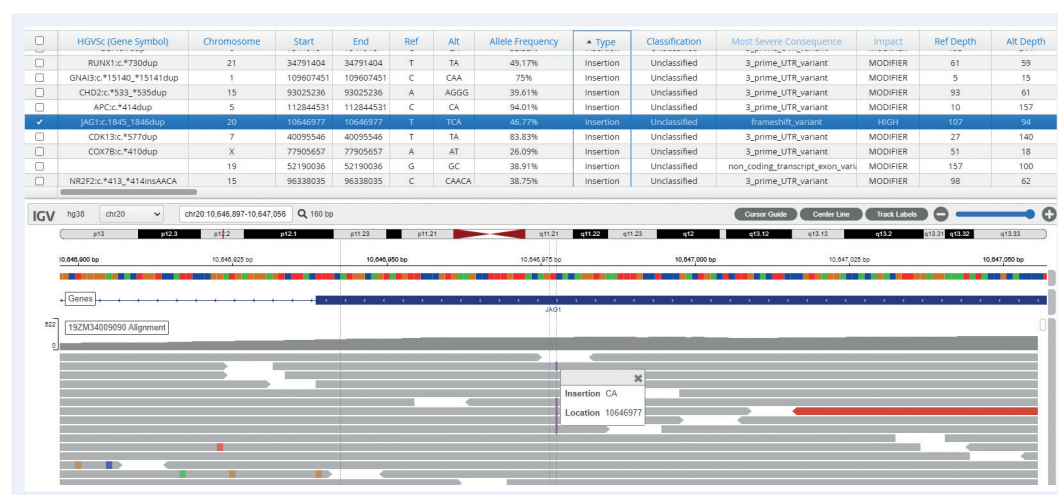 HGVSc (Gene Symbol) Chromosome Start End Ref Alt Allele Frequency ▲ Type Classification Most Severe Consequence Impact Ref Depth Alt Depth
RUNX1:c.*730dup 21 34791404 34791404 T TA 49.17% Insertion Unclassified 3_prime_UTR_variant MODIFIER 61 59
GNAI3:c.*15140_*15141dup 1 109607451 109607451 C CAA 75% Insertion Unclassified 3_prime_UTR_variant MODIFIER 5 15
CHD2:c.*533_*535dup 15 93025236 93025236 A AGGG 39.61% Insertion Unclassified 3_prime_UTR_variant MODIFIER 93 61
APC:c.*414dup 5 112844531 112844531 C CA 94.01% Insertion Unclassified 3_prime_UTR_variant MODIFIER 10 157
JAG1:c.1845_1846dup 20 10646977 10646977 T TCA 46.77% Insertion Unclassified frameshift_variant HIGH 107 94
CDK13:c.*577dup 7 40095546 40095546 T TA 83.83% Insertion Unclassified 3_prime_UTR_variant MODIFIER 27 140
COX7B:c.*410dup X 77905657 77905657 A AT 26.09% Insertion Unclassified 3_prime_UTR_variant MODIFIER 51 18
19 52190036 52190036 G GC 38.91% Insertion Unclassified non_coding_transcript_exon_varia MODIFIER 157 100
NR2F2:c.*413_*414insAACA 15 96338035 96338035 C CAACA 38.75% Insertion Unclassified 3_prime_UTR_variant MODIFIER 98 62
IGV hg38 chr20 chr20:10,646,897-10,647,056 160 bp Cursor Guide Center Line Track Labels
p13 p12.3 p12.2 p12.1 p11.23 p11.21 q11.21 q11.22 q11.23 q12 q13.12 q13.13 q13.2 q13.31 q13.32 q13.33
10,646,900 bp 10,646,925 bp 10,646,950 bp 10,646,975 bp 10,647,000 bp 10,647,025 bp 10,647,050 bp
Genes
JAG1
522
19ZM34009090 Alignment
0
Insertion CA
Location 10646977